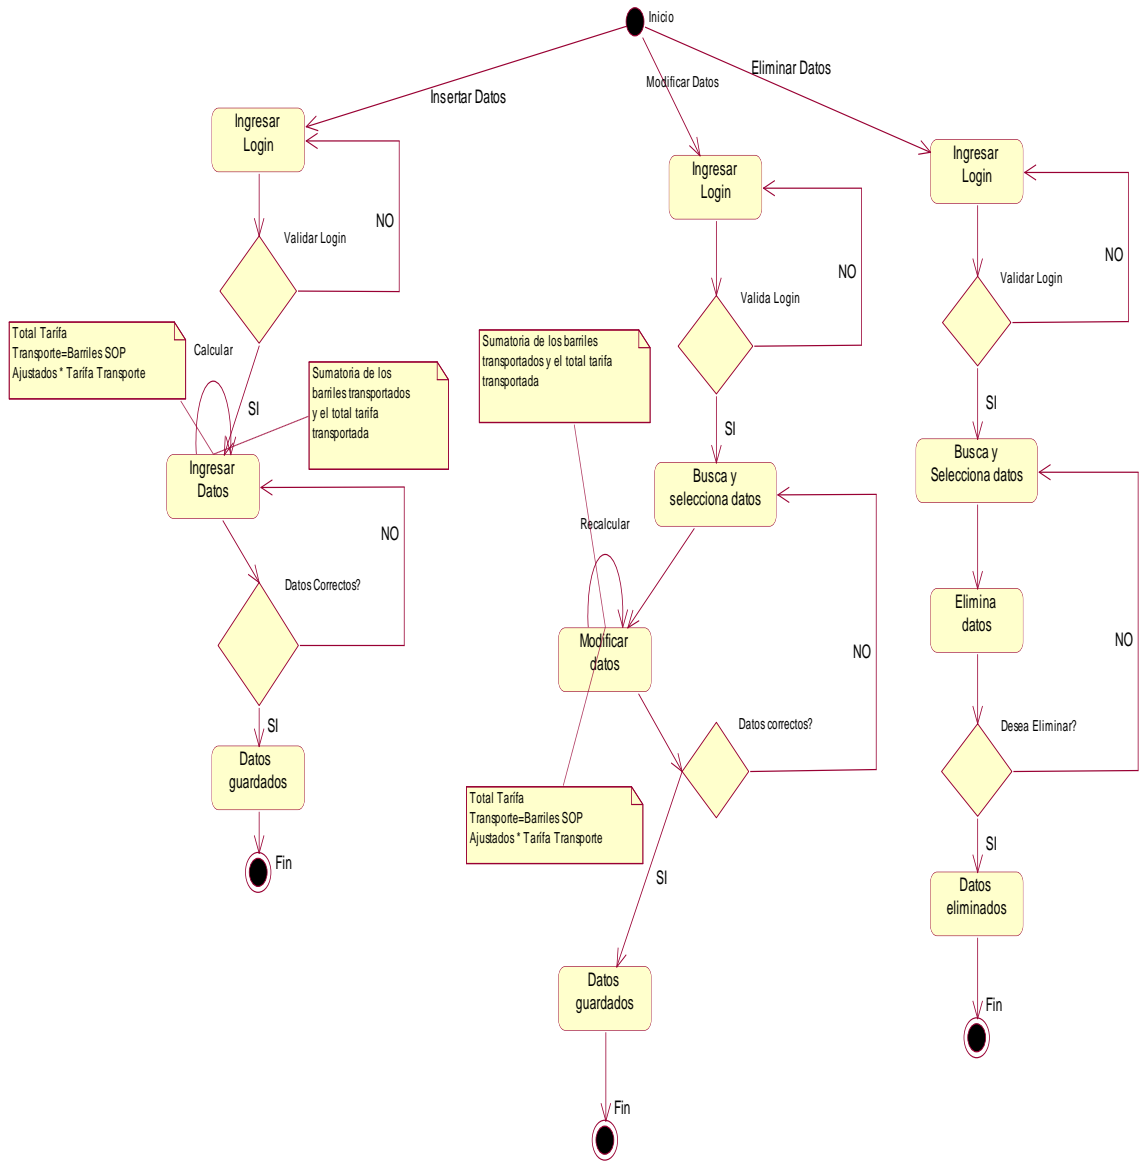 Inicio
Insertar Datos
Modificar Datos
Eliminar Datos
Ingresar
Login
NO
Validar Login
Total Tarifa
Transporte=Barriles SOP
Ajustados * Tarifa Transporte
Calcular
Sumatoria de los
barriles transportados
y el total tarifa
transportada
SI
Ingresar
Datos
NO
Datos Correctos?
SI
Datos
guardados
Fin
Ingresar
Login
NO
Valida Login
Sumatoria de los barriles
transportados y el total tarifa
transportada
SI
Busca y
selecciona datos
Recalcular
Modificar
datos
NO
Datos correctos?
Total Tarifa
Transporte=Barriles SOP
Ajustados * Tarifa Transporte
SI
Datos
guardados
Fin
Ingresar
Login
NO
Validar Login
SI
Busca y
Selecciona datos
Elimina
datos
NO
Desea Eliminar?
SI
Datos
eliminados
Fin